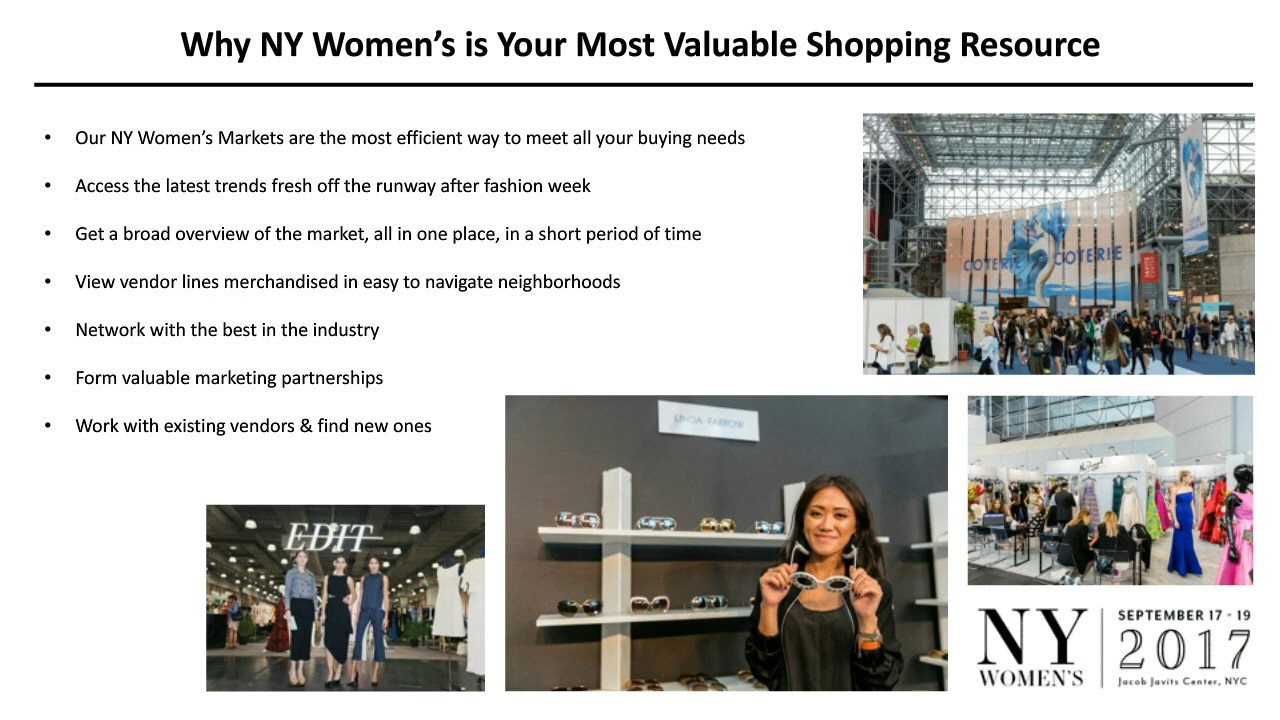 Why NY Women’s is Your Most Valuable Shopping Resource
• Our NY Women’s Markets are the most efficient way to meet all your buying needs
• Access the latest trends fresh off the runway after fashion week
• Get a broad overview of the market, all in one place, in a short period of time
• View vendor lines merchandised in easy to navigate neighborhoods
• Network with the best in the industry
• Form valuable marketing partnerships
• Work with existing vendors & find new ones
COTERIE COTERIE
LINDA FARROW
EDIT
NY
WOMEN'S
SEPTEMBER 17 - 19
2017
Jacob Javits Center, NYC